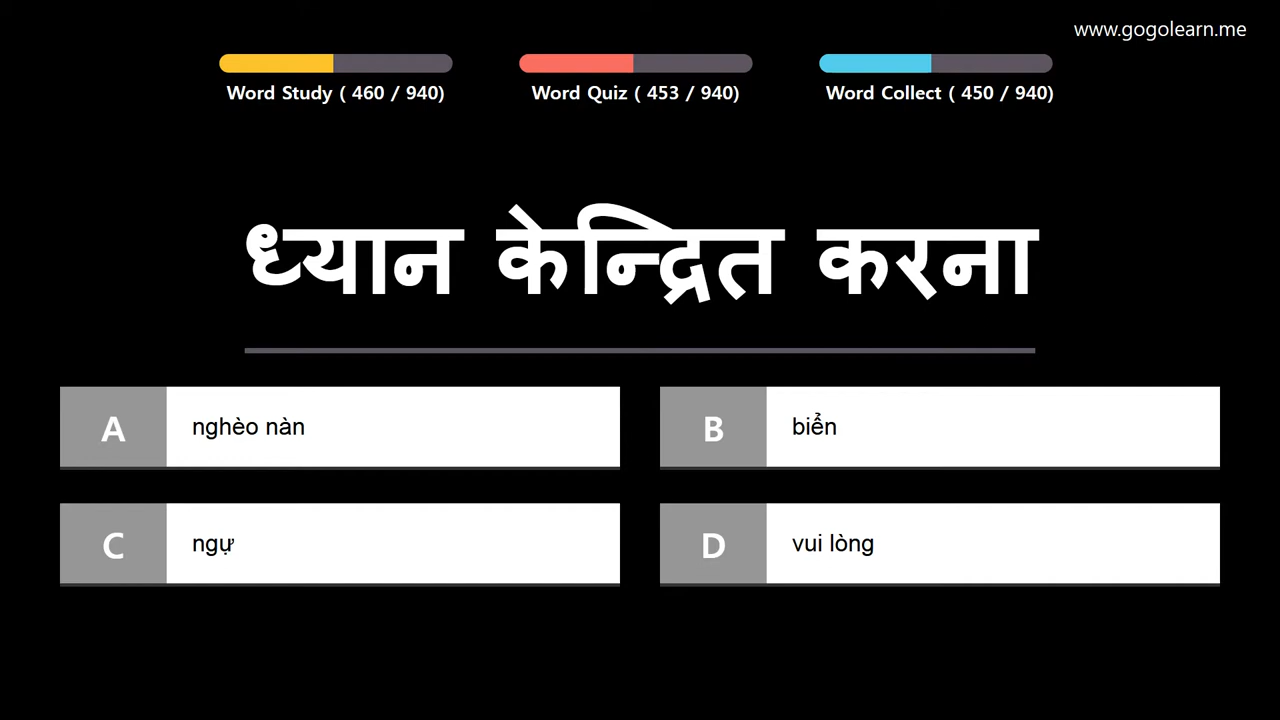 www.gogolearn.me
Word Study ( 460 / 940)
Word Quiz ( 453 / 940)
Word Collect ( 450 / 940)
ध्यान केन्द्रित करना
A nghèo nàn
B biển
C ngự
D vui lòng